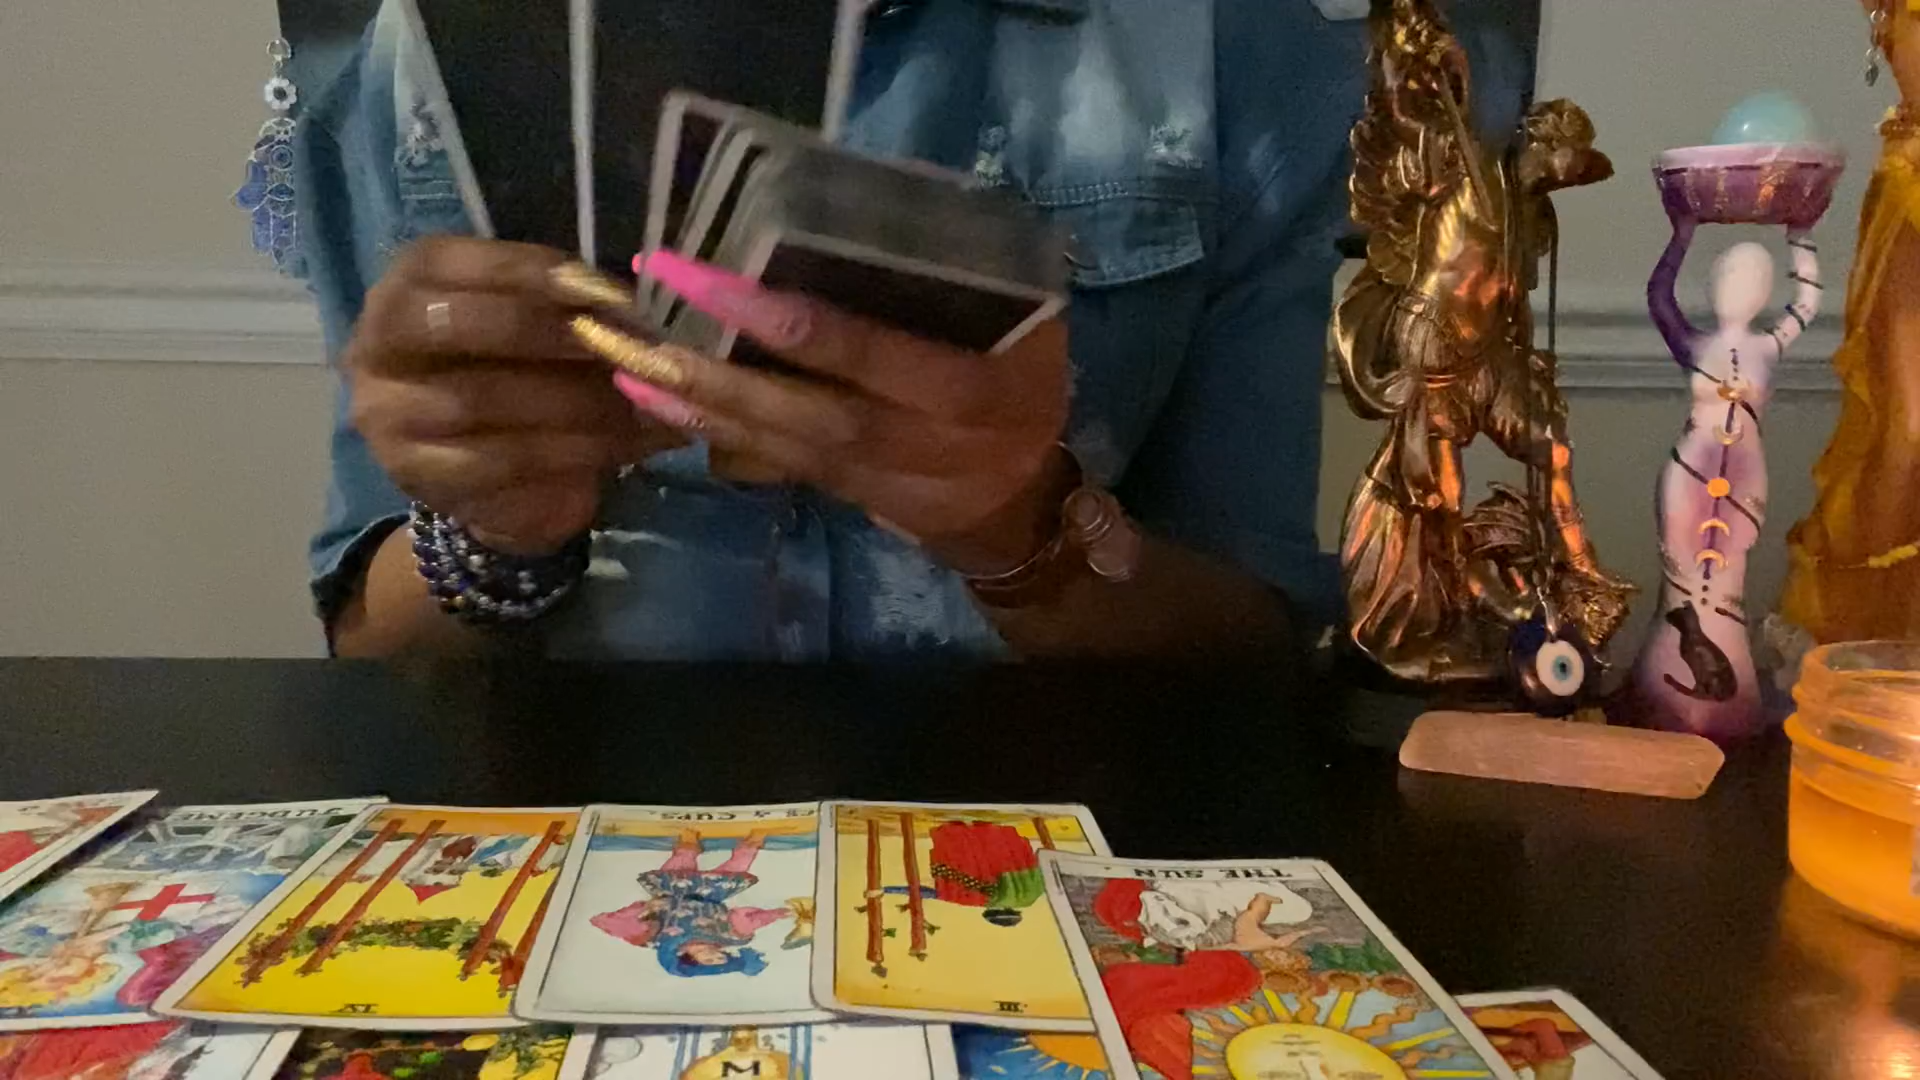 JUDGEME
F & CUPS.
THE SUN
IV
III
M